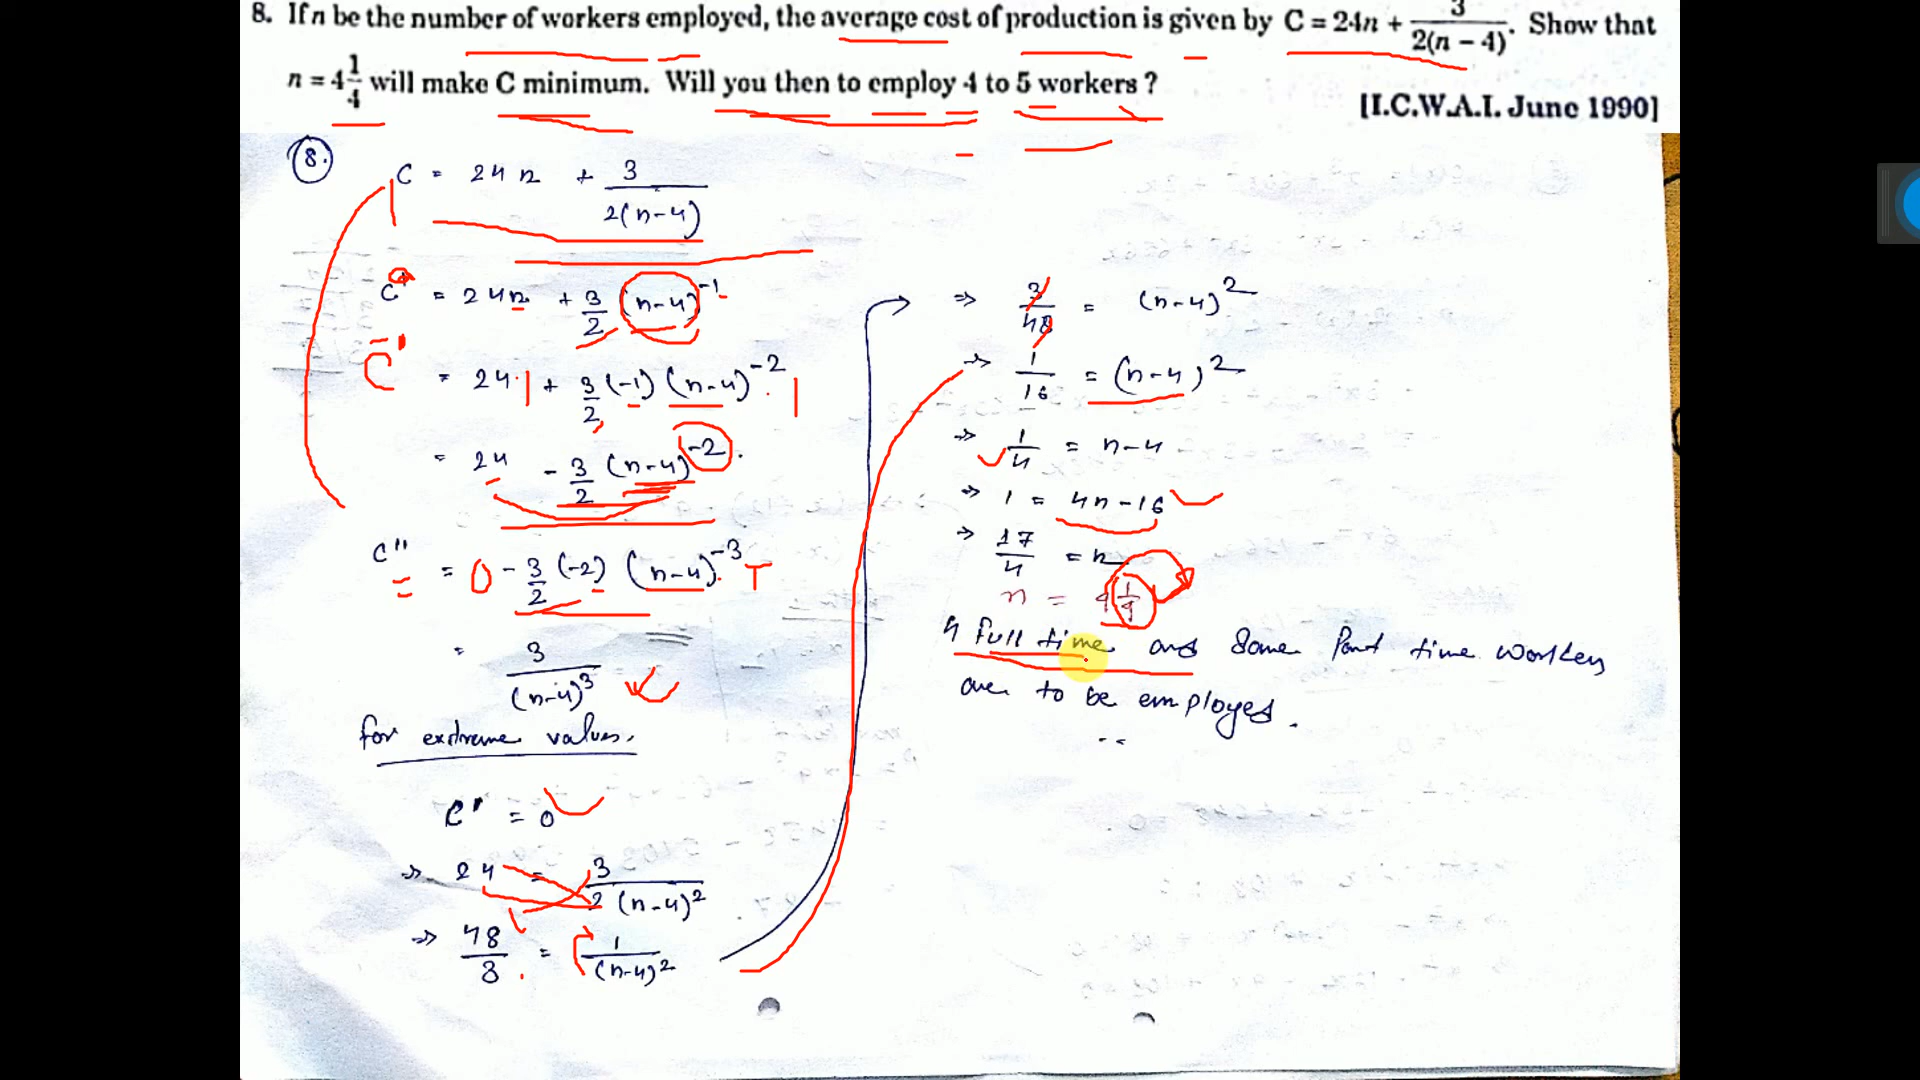 8. If n be the number of workers employed, the average cost of production is given by C = 24n + 3/2(n – 4). Show that
n = 4 1/4 will make C minimum. Will you then to employ 4 to 5 workers ?
[I.C.W.A.I. June 1990]
8.
C = 24n + 3/2(n-4)
C = 24n + 3/2 (n-4)^-1
C' = 24.1 + 3/2 (-1) (n-4)^-2 . 1
= 24 - 3/2 (n-4)^-2 .
C'' = 0 - 3/2 (-2) (n-4)^-3
= 3/(n-4)^3
for extreme values.
C' = 0
⇒ 24 = 3/2 (n-4)^2
⇒ 48/3 = 1/(n-4)^2
⇒ 3/48 = (n-4)^2
⇒ 1/16 = (n-4)^2
⇒ 1/4 = n-4
⇒ 1 = 4n-16
⇒ 17/4 = n
n = 4 1/4
4 full time and Some Part time workers
are to be employed.